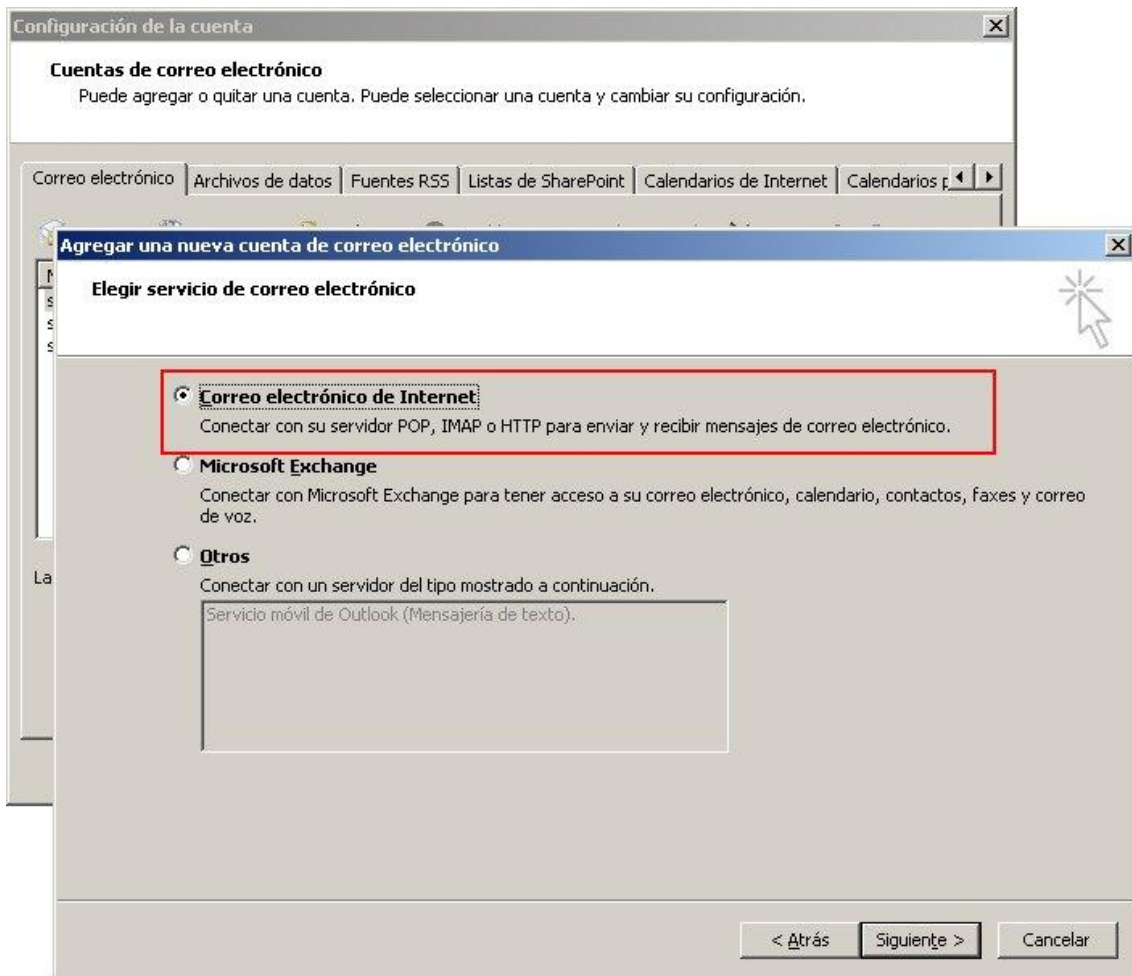 Configuración de la cuenta
Cuentas de correo electrónico
Puede agregar o quitar una cuenta. Puede seleccionar una cuenta y cambiar su configuración.
Correo electrónico Archivos de datos Fuentes RSS Listas de SharePoint Calendarios de Internet Calendarios
Agregar una nueva cuenta de correo electrónico
Elegir servicio de correo electrónico
Correo electrónico de Internet
Conectar con su servidor POP, IMAP o HTTP para enviar y recibir mensajes de correo electrónico.
Microsoft Exchange
Conectar con Microsoft Exchange para tener acceso a su correo electrónico, calendario, contactos, faxes y correo
de voz.
Otros
La
Conectar con un servidor del tipo mostrado a continuación.
Servicio móvil de Outlook (Mensajería de texto).
< Atrás Siguiente > Cancelar